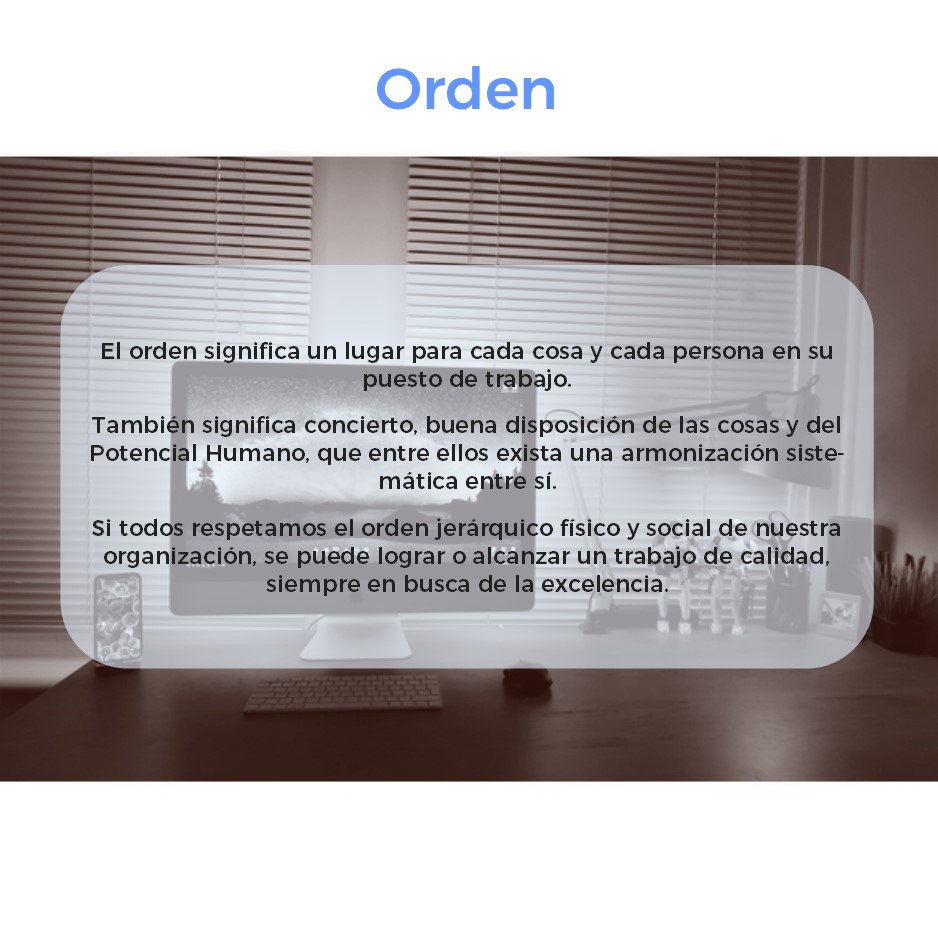 Orden
El orden significa un lugar para cada cosa y cada persona en su
puesto de trabajo.
También significa concierto, buena disposición de las cosas y del
Potencial Humano, que entre ellos exista una armonización siste-
mática entre sí.
Si todos respetamos el orden jerárquico físico y social de nuestra
organización, se puede lograr o alcanzar un trabajo de calidad,
siempre en busca de la excelencia.